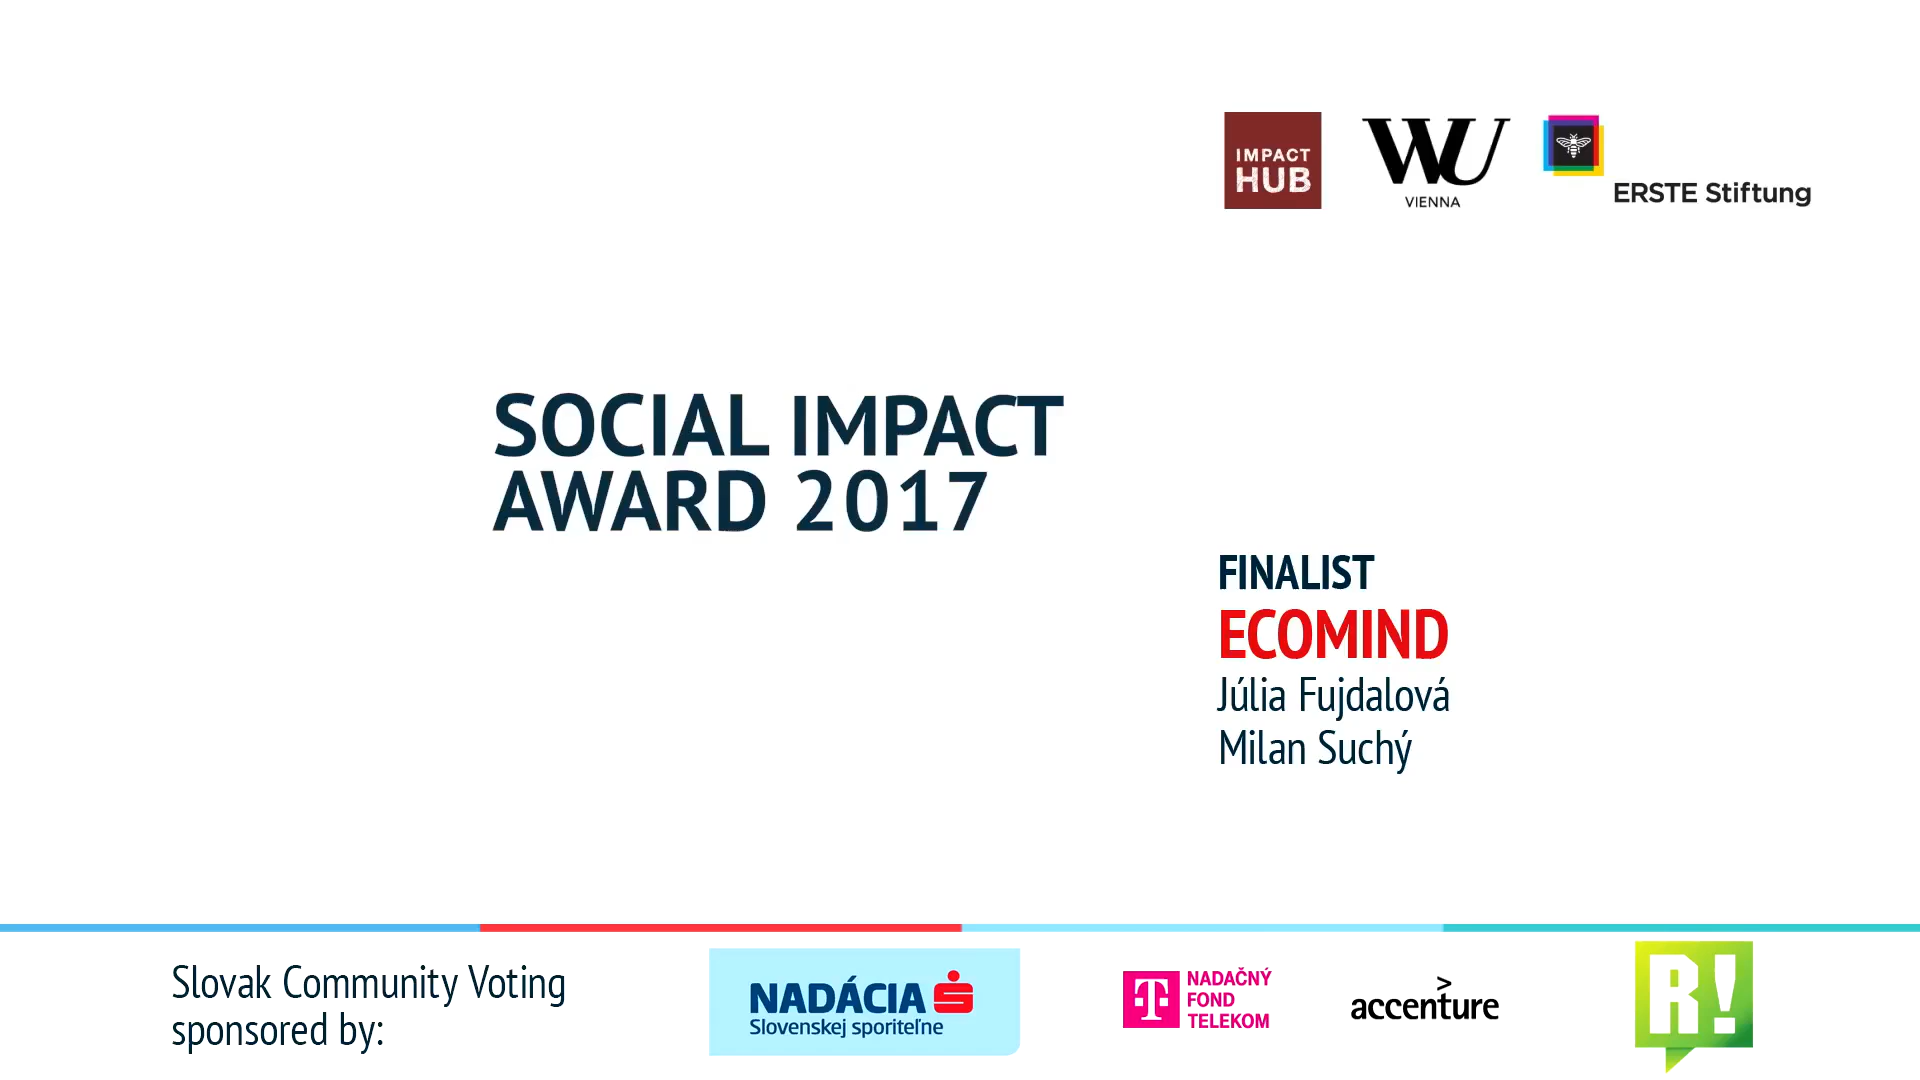 IMPACT
HUB
WU
VIENNA
ERSTE Stiftung
SOCIAL IMPACT
AWARD 2017
FINALIST
ECOMIND
Júlia Fujdalová
Milan Suchý
Slovak Community Voting
sponsored by:
NADÁCIA
Slovenskej sporiteľne
T
NADAČNÝ
FOND
TELEKOM
>
accenture
R!